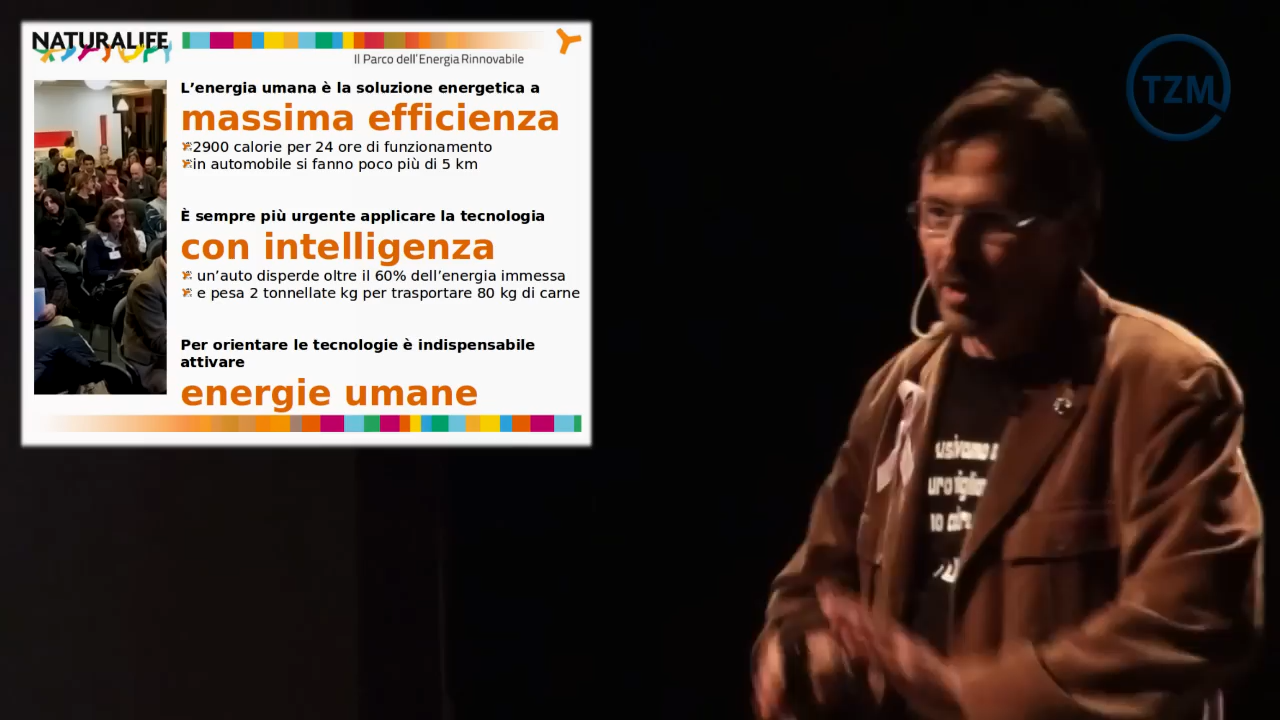 NATURALIFE
Il Parco dell'Energia Rinnovabile
L'energia umana è la soluzione energetica a
massima efficienza
2900 calorie per 24 ore di funzionamento
in automobile si fanno poco più di 5 km
È sempre più urgente applicare la tecnologia
con intelligenza
un'auto disperde oltre il 60% dell'energia immessa
e pesa 2 tonnellate kg per trasportare 80 kg di carne
Per orientare le tecnologie è indispensabile
attivare
energie umane
TZM